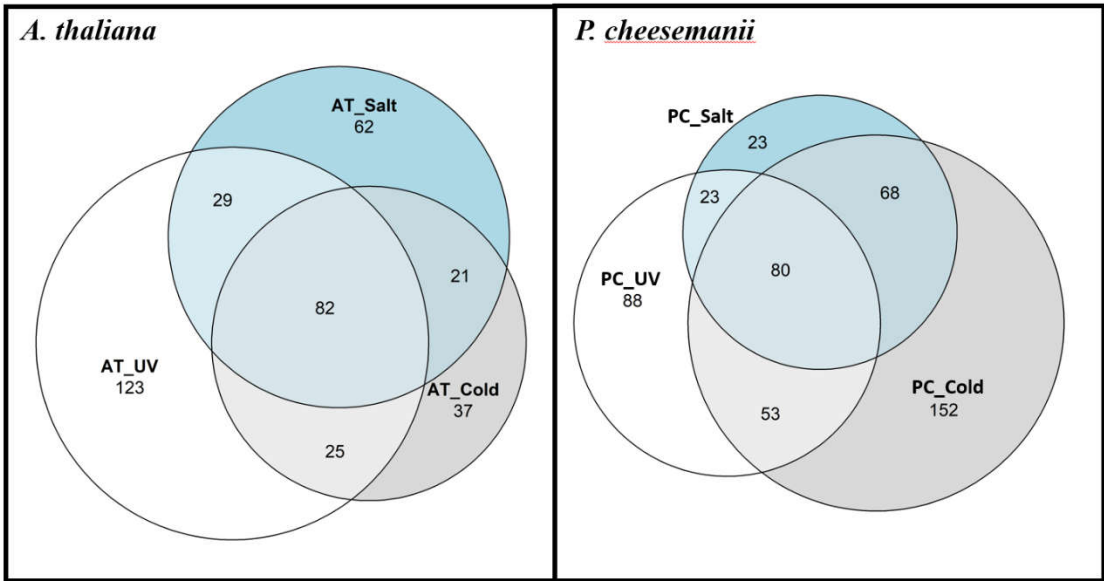 A. thaliana
AT_Salt
62
29
21
82
AT_UV
123
AT_Cold
37
25
P. cheesemanii
PC_Salt
23
23
68
80
PC_UV
88
PC_Cold
152
53